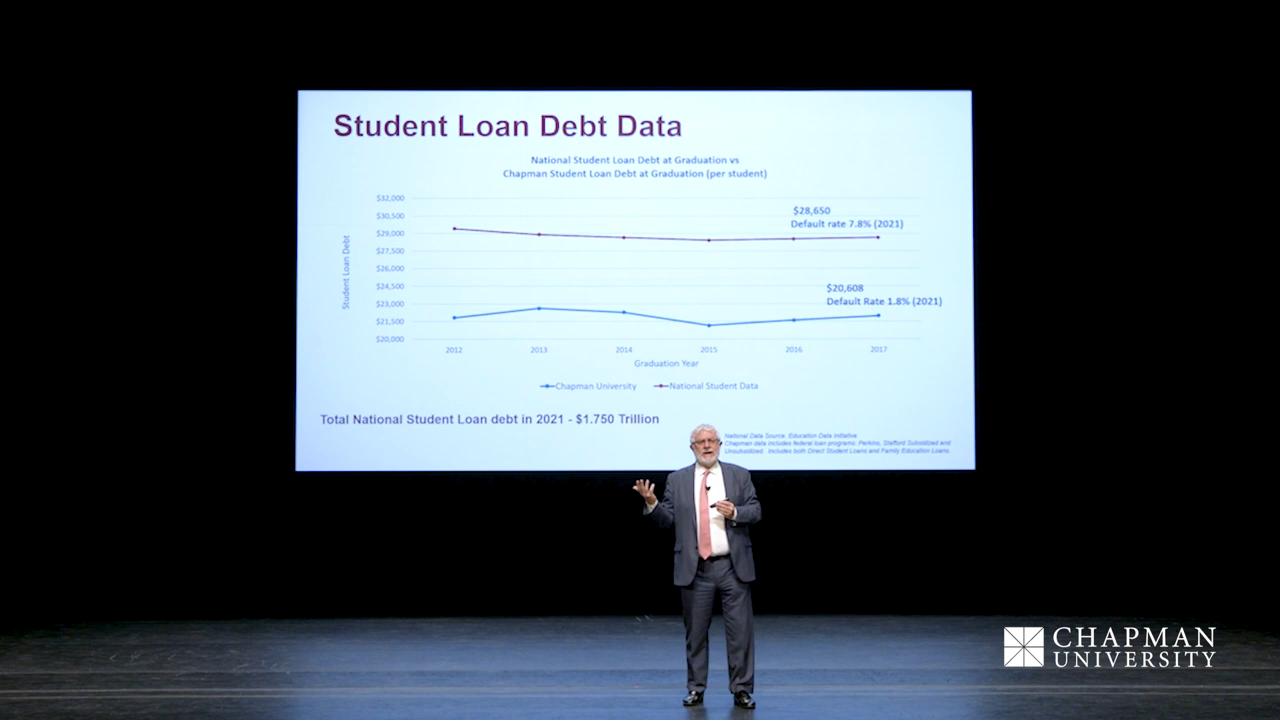 Student Loan Debt Data
National Student Loan Debt at Graduation vs
Chapman Student Loan Debt at Graduation (per student)
Student Loan Debt
$32,000
$30,500
$29,000
$27,500
$26,000
$24,500
$23,000
$21,500
$20,000
$28,650
Default rate 7.8% (2021)
$20,608
Default Rate 1.8% (2021)
2012 2013 2014 2015 2016 2017
Graduation Year
Chapman University National Student Data
Total National Student Loan debt in 2021 - $1.750 Trillion
National Data Source: Education Data Initiative
Chapman data includes federal loan programs: Perkins, Stafford Subsidized and
Unsubsidized. Includes both Direct Student Loans and Family Education Loans.
CHAPMAN
UNIVERSITY